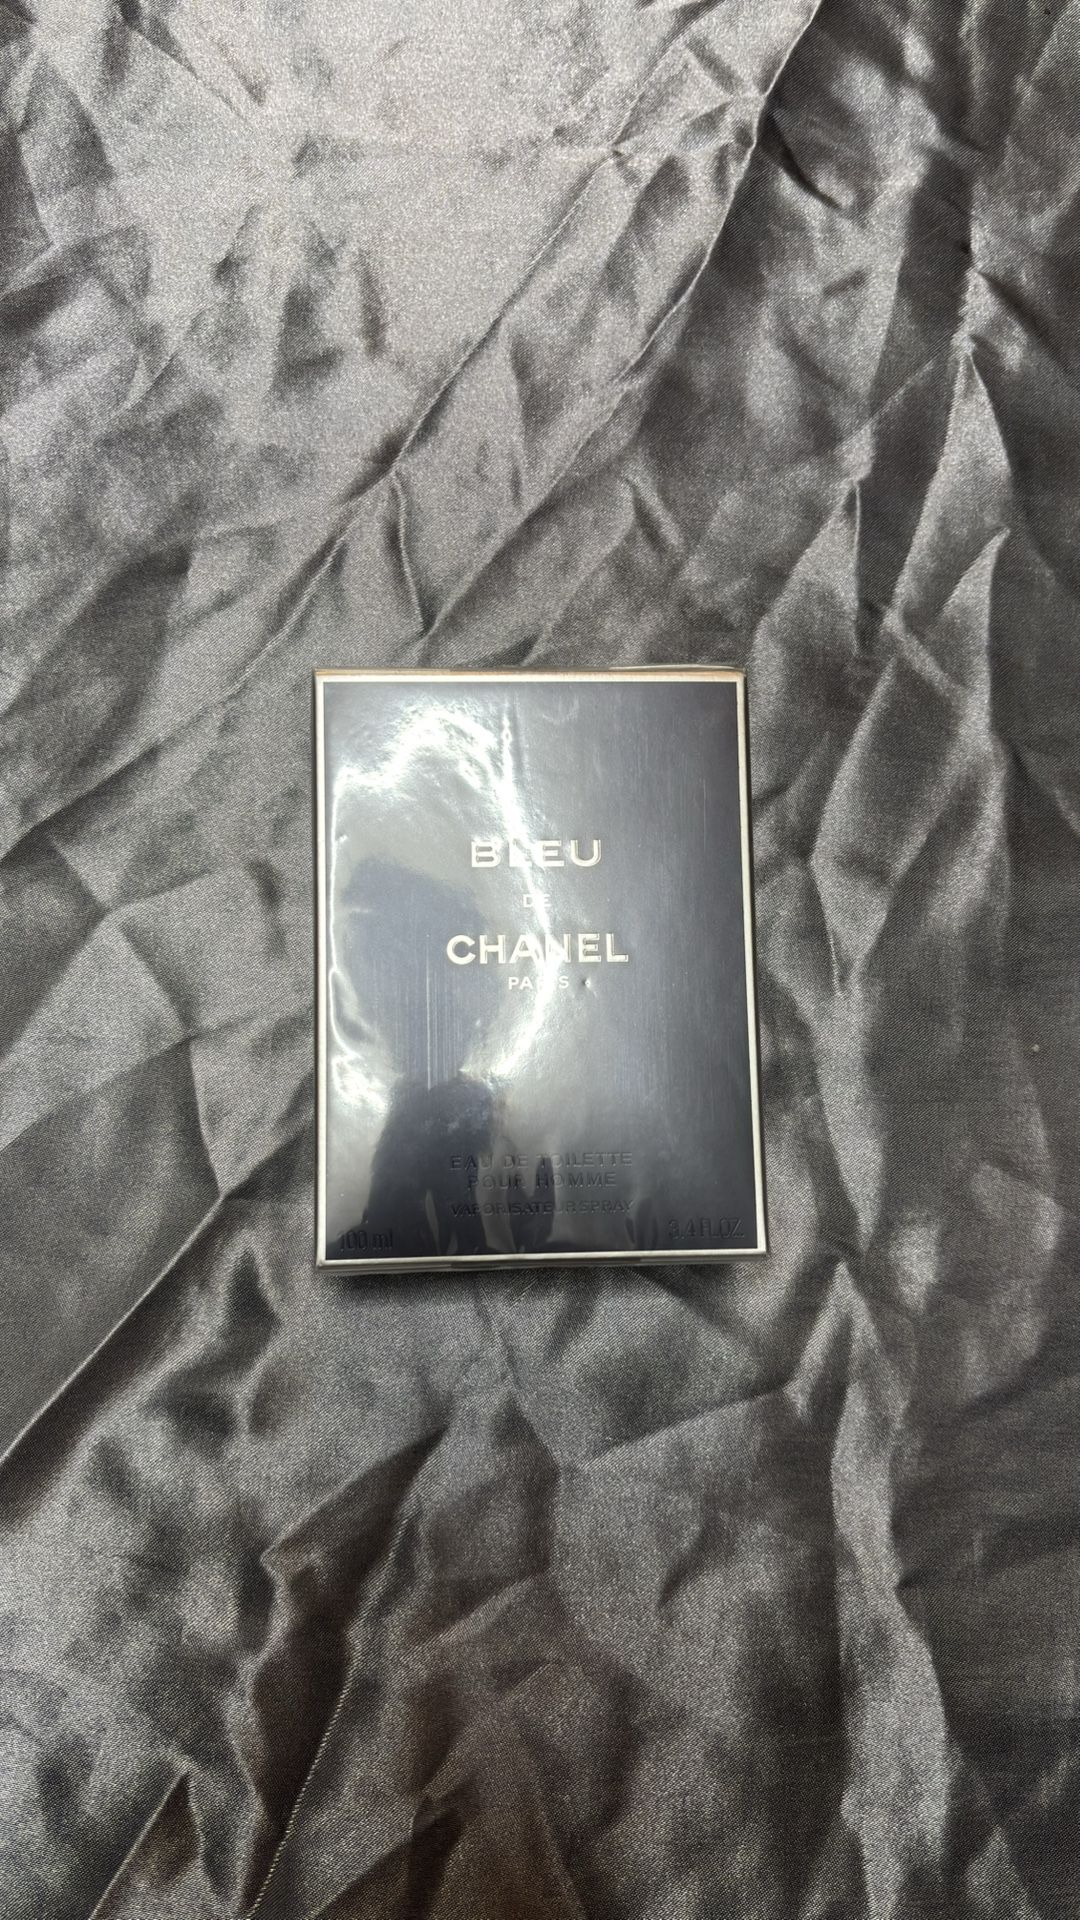 BLEU
DE
CHANEL
PARIS
EAU DE TOILETTE
POUR HOMME
VAPORISATEUR SPRAY
100 ml
3.4 FL.OZ.